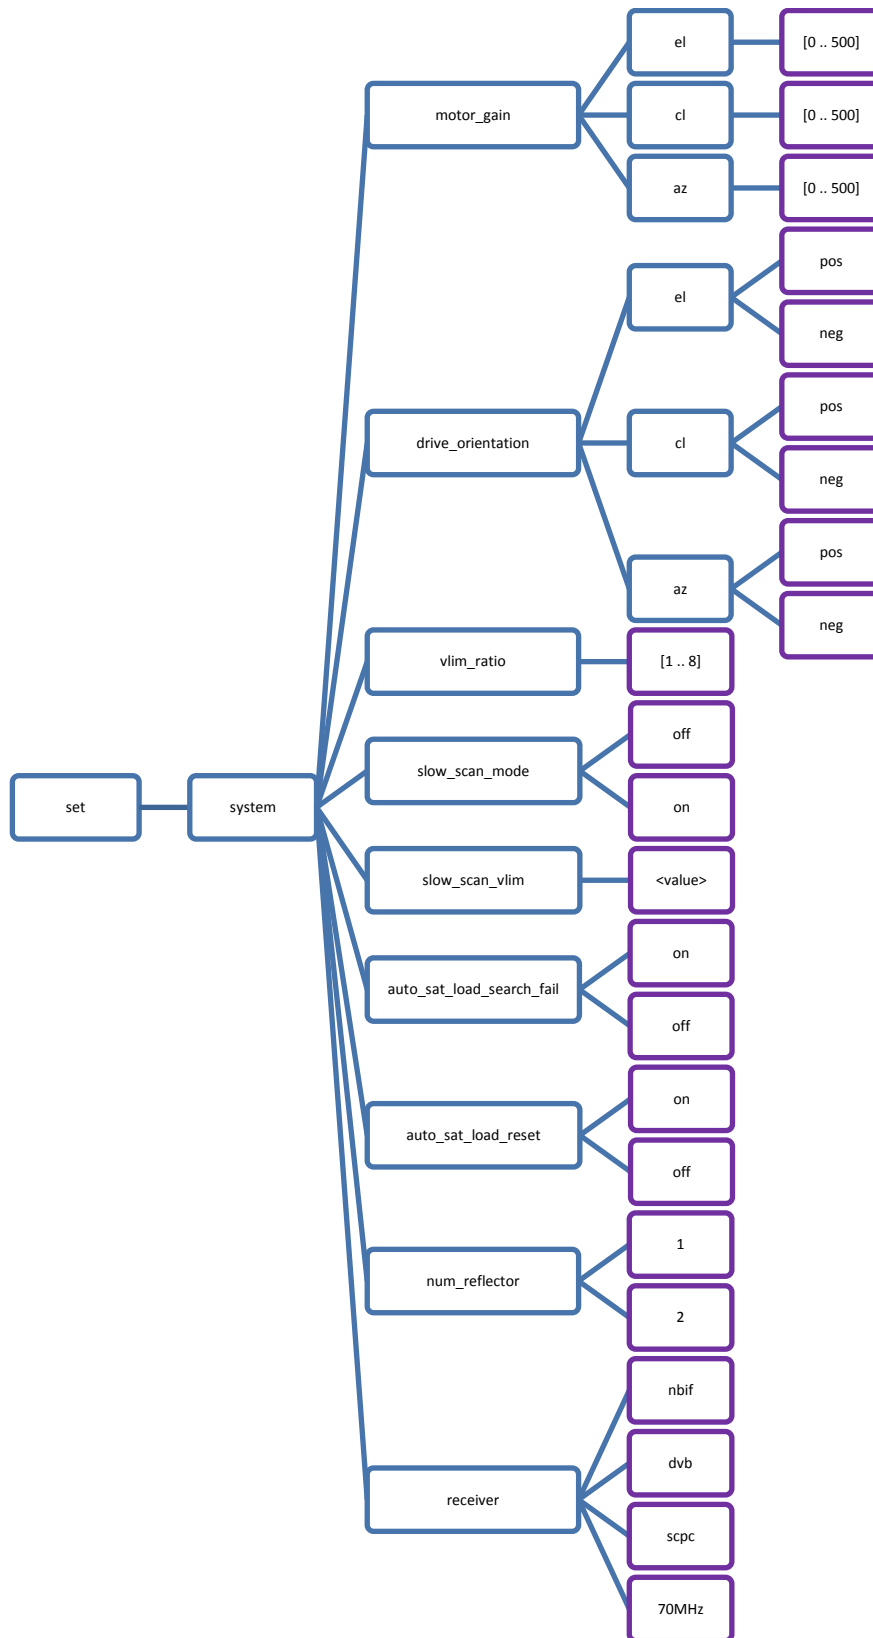 el
[0 .. 500]
motor_gain
cl
[0 .. 500]
az
[0 .. 500]
pos
el
neg
pos
drive_orientation
cl
neg
pos
az
neg
vlim_ratio
[1 .. 8]
off
slow_scan_mode
set
system
on
slow_scan_vlim
<value>
on
auto_sat_load_search_fail
off
on
auto_sat_load_reset
off
1
num_reflector
2
nbif
dvb
receiver
scpc
70MHz